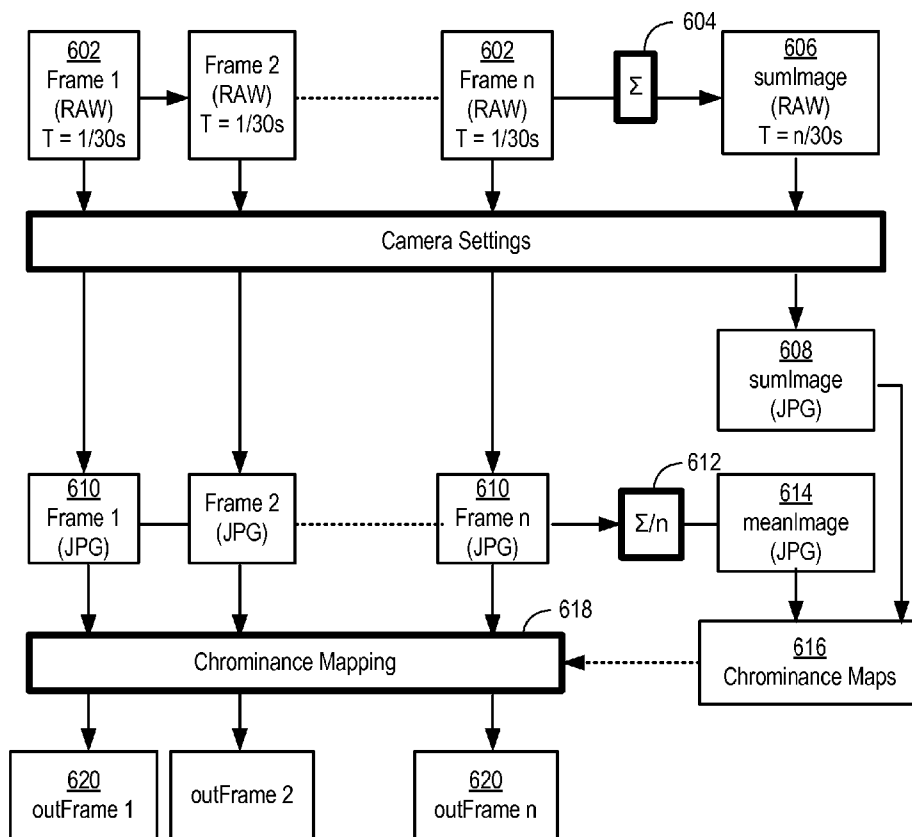 604
602
Frame 1
(RAW)
T = 1/30s
Frame 2
(RAW)
T = 1/30s
602
Frame n
(RAW)
T = 1/30s
Σ
606
sumImage
(RAW)
T = n/30s
Camera Settings
608
sumImage
(JPG)
612
610
Frame 1
(JPG)
Frame 2
(JPG)
610
Frame n
(JPG)
Σ/n
614
meanImage
(JPG)
618
Chrominance Mapping
616
Chrominance Maps
620
outFrame 1
outFrame 2
620
outFrame n